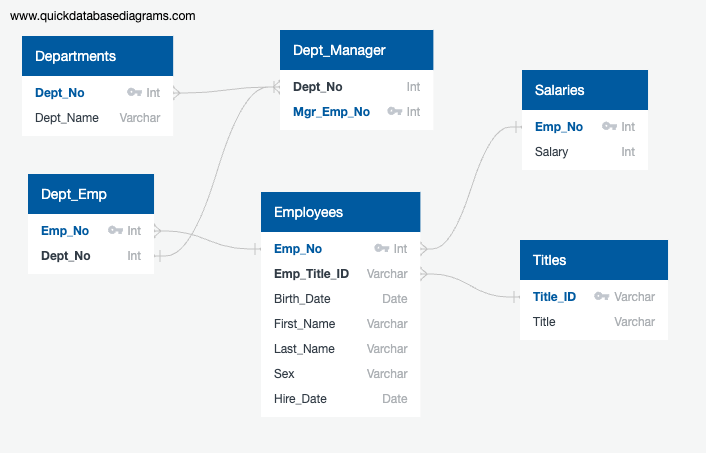 www.quickdatabasediagrams.com
Departments
Dept_No Int
Dept_Name Varchar
Dept_Manager
Dept_No Int
Mgr_Emp_No Int
Salaries
Emp_No Int
Salary Int
Dept_Emp
Emp_No Int
Dept_No Int
Employees
Emp_No Int
Emp_Title_ID Varchar
Birth_Date Date
First_Name Varchar
Last_Name Varchar
Sex Varchar
Hire_Date Date
Titles
Title_ID Varchar
Title Varchar